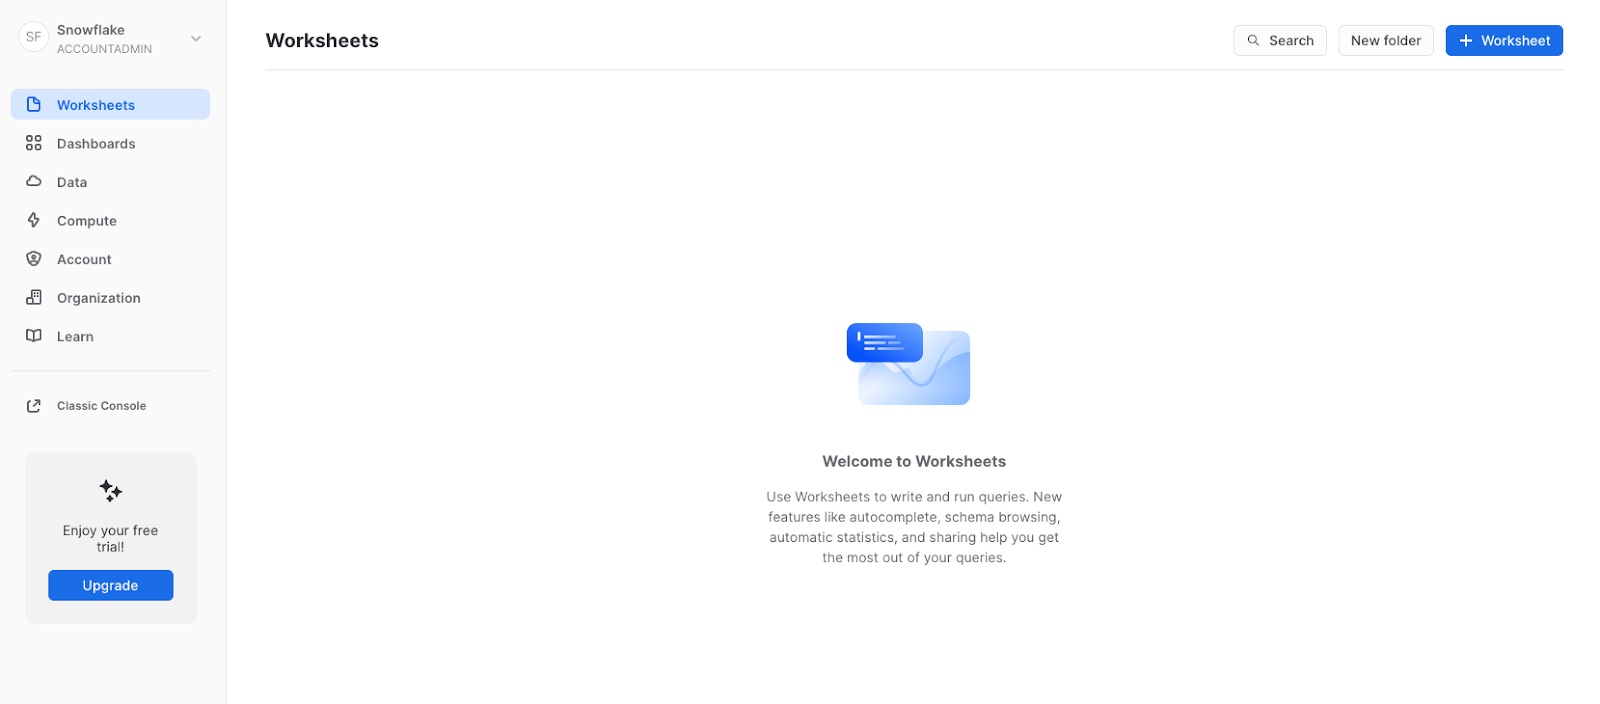 SF
Snowflake
ACCOUNTADMIN
Worksheets
Dashboards
Data
Compute
Account
Organization
Learn
Classic Console
Enjoy your free
trial!
Upgrade
Worksheets
Search
New folder
+ Worksheet
Welcome to Worksheets
Use Worksheets to write and run queries. New
features like autocomplete, schema browsing,
automatic statistics, and sharing help you get
the most out of your queries.